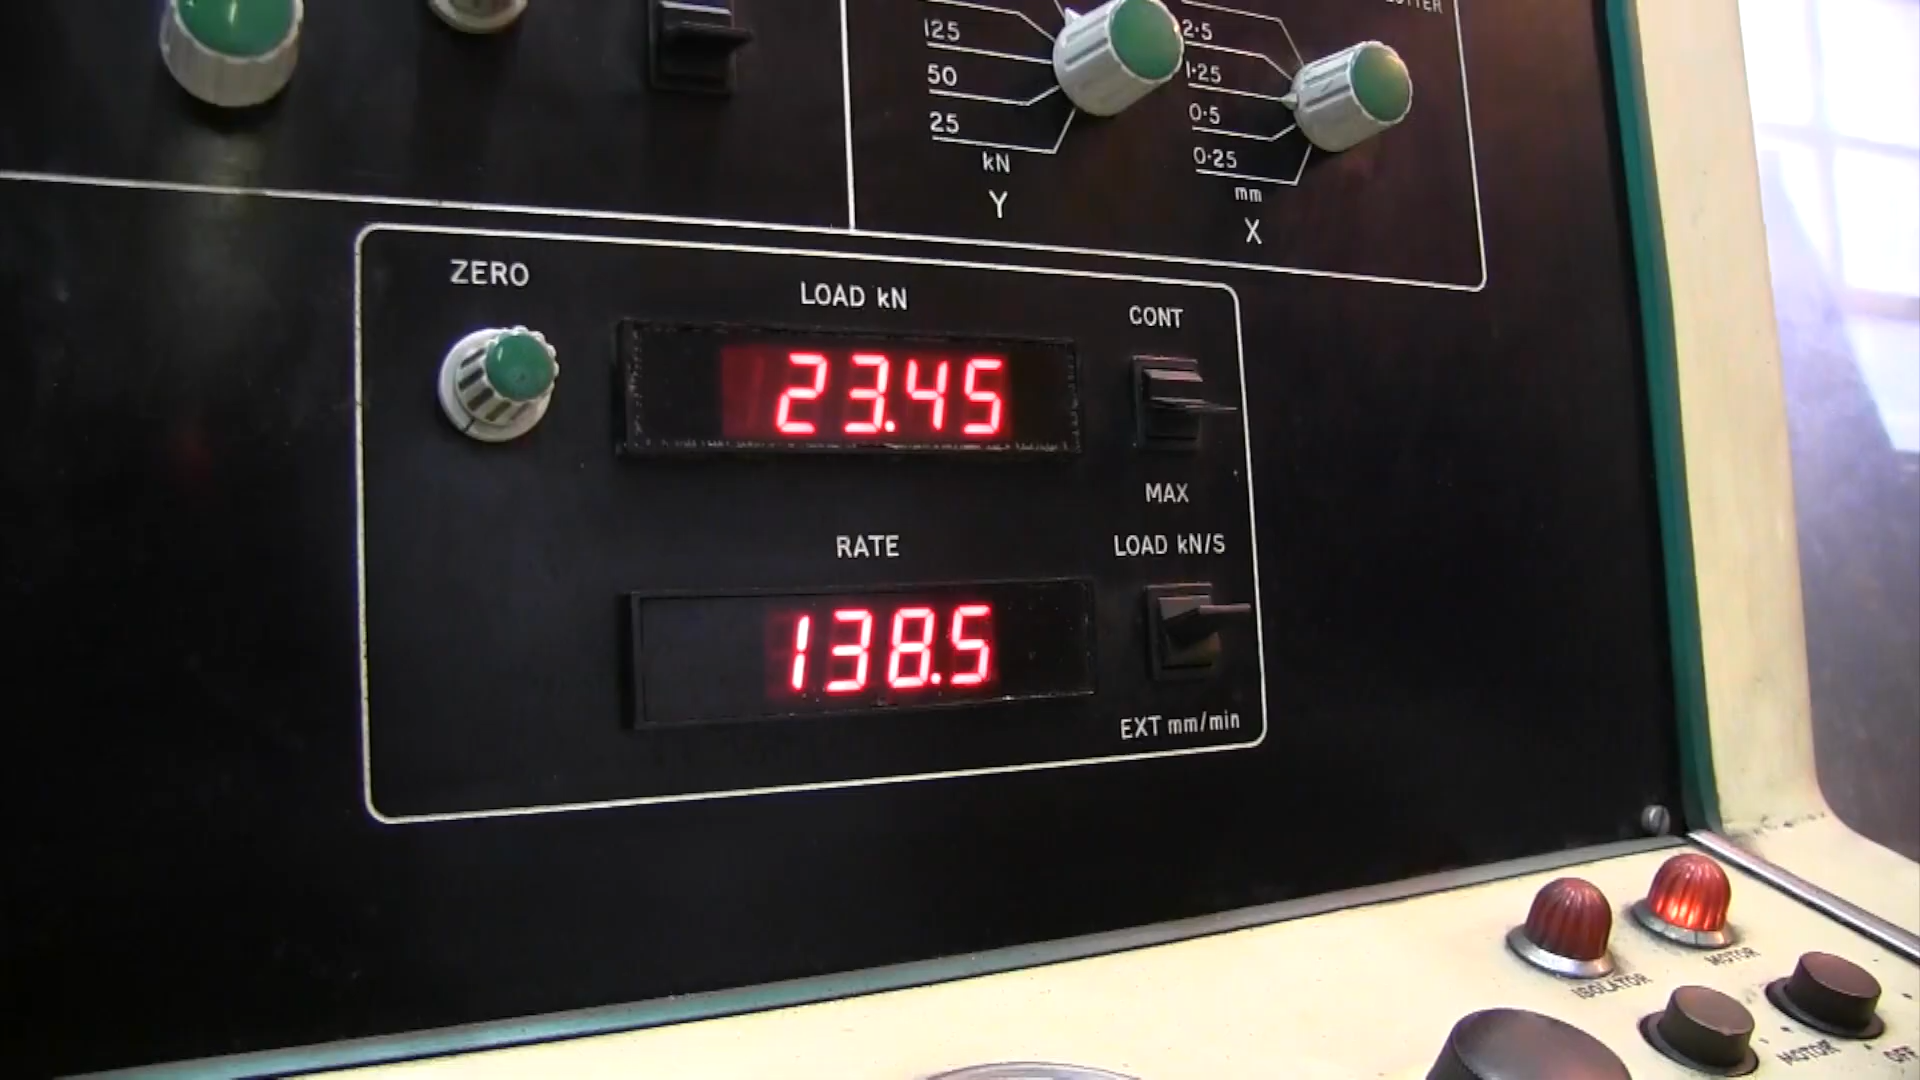 125
50
25
kN
Y
2·5
1·25
0·5
0·25
mm
X
ZERO
LOAD kN
23.45
CONT
MAX
RATE
138.5
LOAD kN/S
EXT mm/min
ISOLATOR
MOTOR
MOTOR
OFF